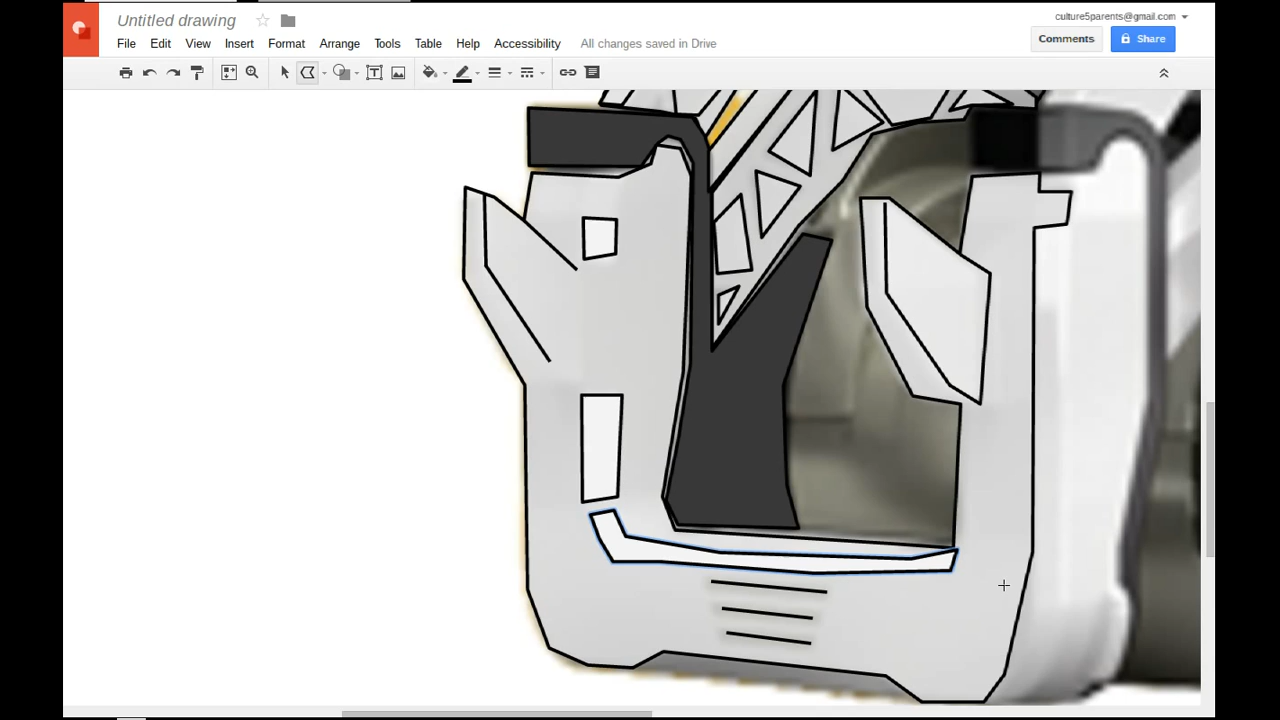 Untitled drawing
culture5parents@gmail.com
File Edit View Insert Format Arrange Tools Table Help Accessibility All changes saved in Drive
Comments Share